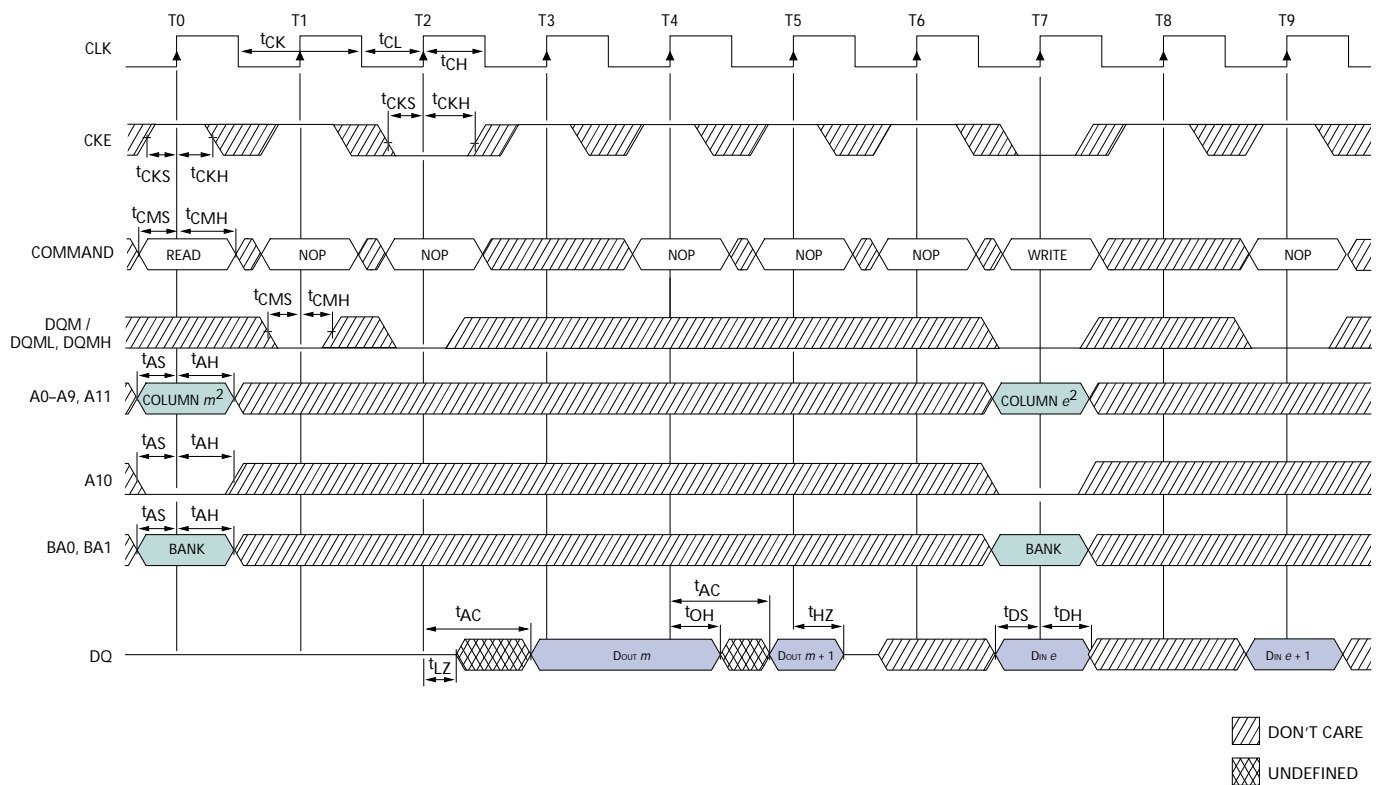 T0 T1 T2 T3 T4 T5 T6 T7 T8 T9
CLK
tCK
tCL
tCH
CKE
tCKS
tCKH
tCKS
tCKH
COMMAND
tCMS
tCMH
READ
NOP
NOP
NOP
NOP
NOP
WRITE
NOP
DQM /
DQML, DQMH
tCMS
tCMH
A0–A9, A11
tAS
tAH
COLUMN m2
COLUMN e2
A10
tAS
tAH
BA0, BA1
tAS
tAH
BANK
BANK
DQ
tAC
tLZ
tAC
tOH
tHZ
tDS
tDH
DOUT m
DOUT m + 1
DIN e
DIN e + 1
DON'T CARE
UNDEFINED